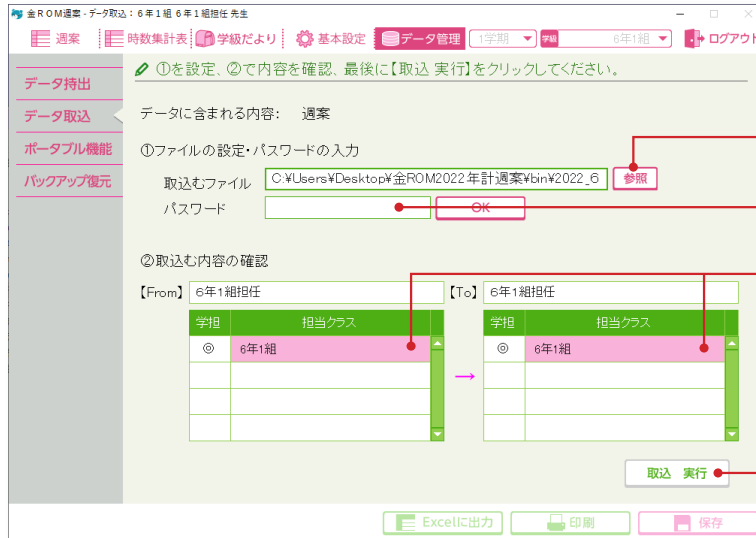 金ROM週案 - データ取込 : 6年1組 6年1組担任 先生
週案 時数集計表 学級だより 基本設定 データ管理 1学期 学級 6年1組 ログアウト
①を設定、②で内容を確認、最後に【取込 実行】をクリックしてください。
データ持出
データ取込
ポータブル機能
バックアップ復元
データに含まれる内容: 週案
①ファイルの設定・パスワードの入力
取込むファイル C:¥Users¥Desktop¥金ROM2022年計週案¥bin¥2022_6 参照
パスワード OK
②取込む内容の確認
【From】 6年1組担任 【To】 6年1組担任
学担 担当クラス 学担 担当クラス
◎ 6年1組 ◎ 6年1組
→
取込 実行
Excelに出力 印刷 保存